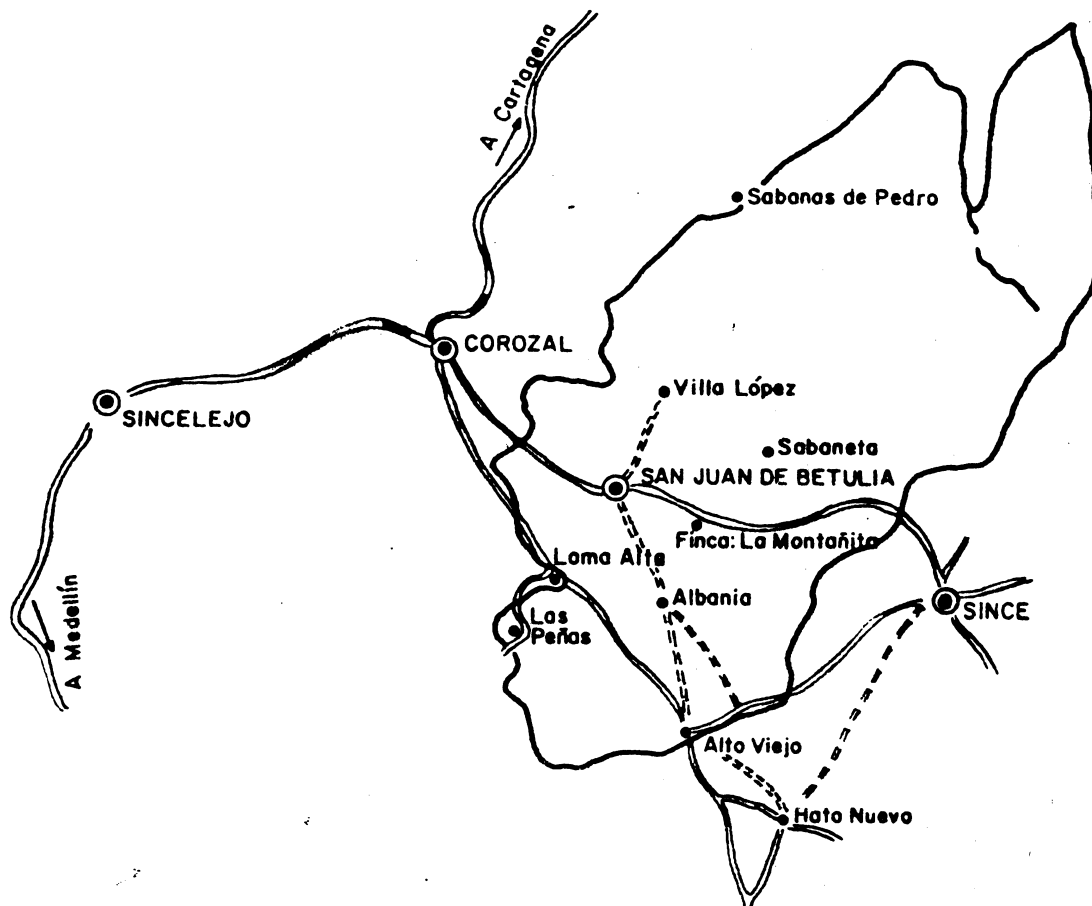 A Cartagena
Sabanas de Pedro
COROZAL
Villa López
SINCELEJO
Sabaneta
SAN JUAN DE BETULIA
Finca: La Montañita
Loma Alta
Albania
SINCE
Las
Peñas
A Medellín
Alto Viejo
Hato Nuevo